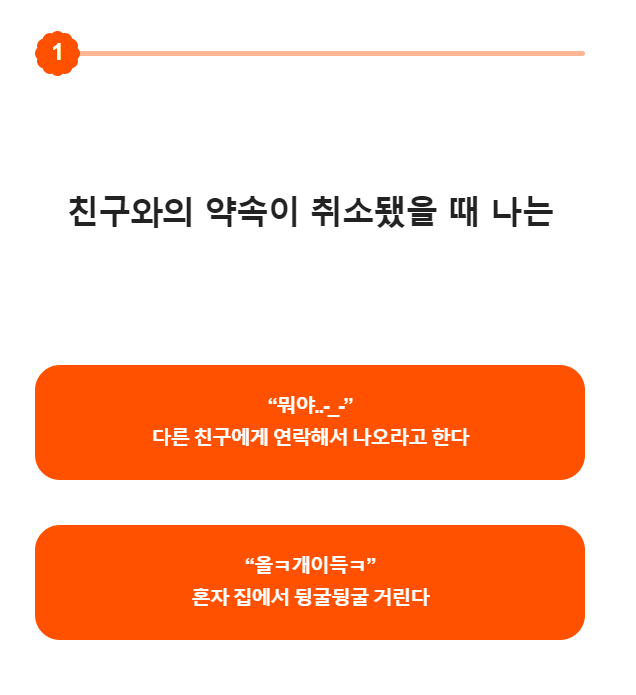 1
친구와의 약속이 취소됐을 때 나는
“뭐야..-_-”
다른 친구에게 연락해서 나오라고 한다
“올ㅋ개이득ㅋ”
혼자 집에서 뒹굴뒹굴 거린다